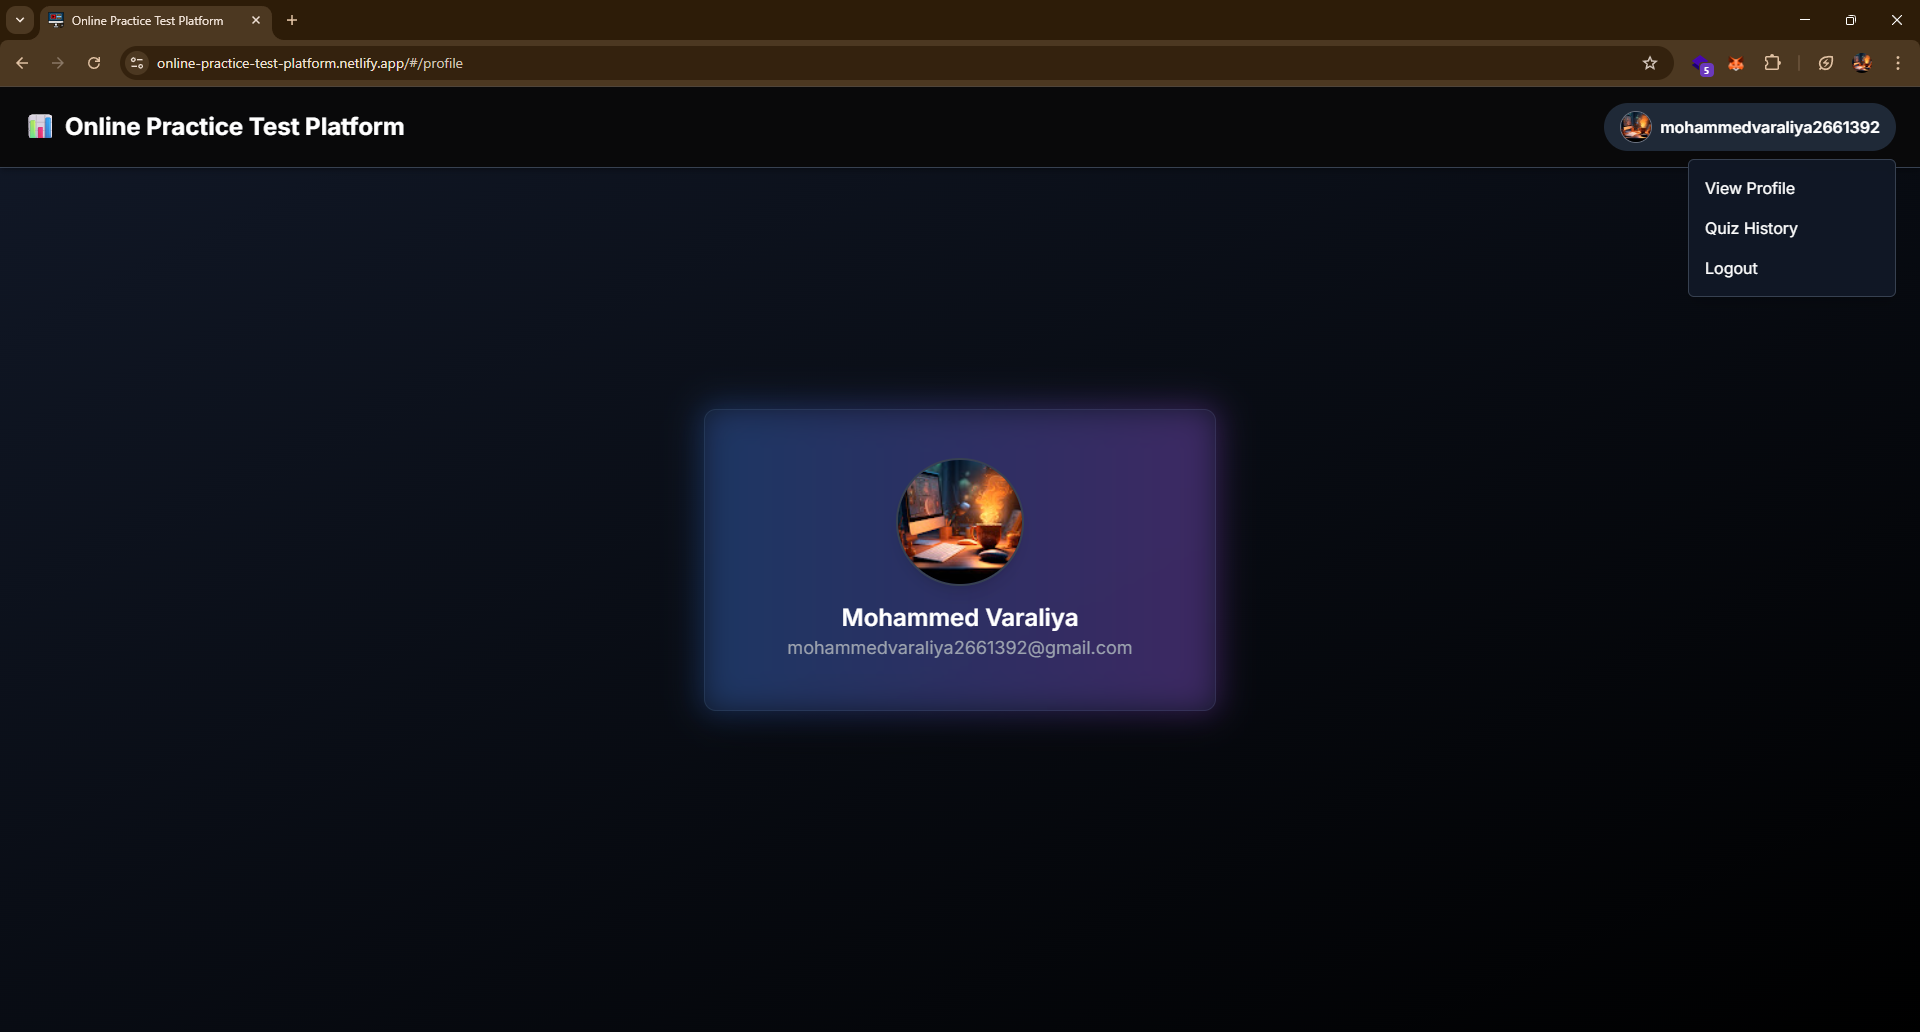 Online Practice Test Platform
online-practice-test-platform.netlify.app/#/profile
5
Online Practice Test Platform
mohammedvaraliya2661392
View Profile
Quiz History
Logout
Mohammed Varaliya
mohammedvaraliya2661392@gmail.com